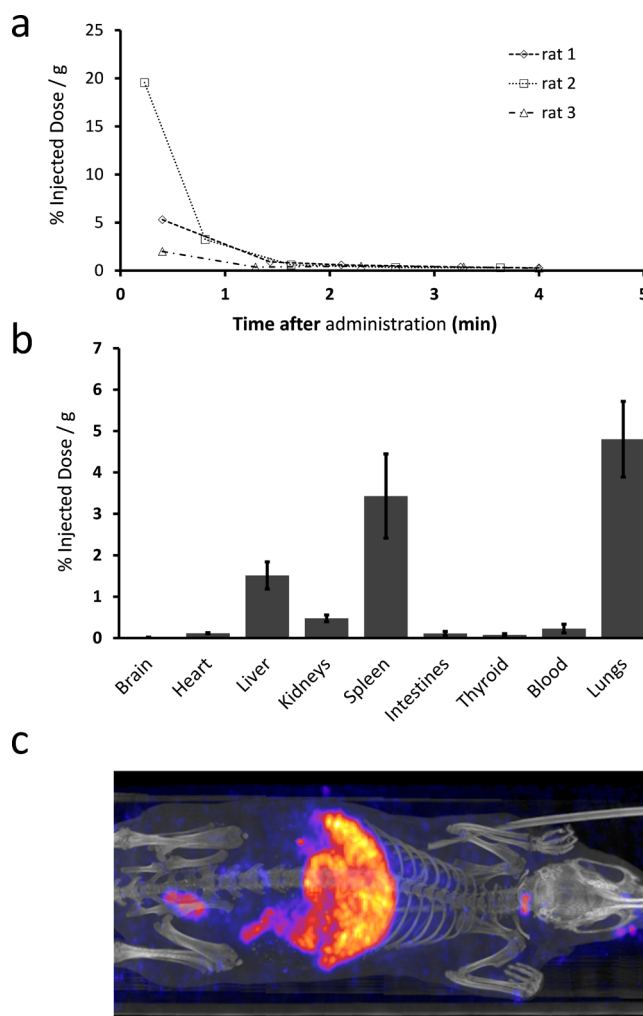 a
25
20
15
10
5
0
% Injected Dose / g
rat 1
rat 2
rat 3
0 1 2 3 4 5
Time after administration (min)
b
7
6
5
4
3
2
1
0
% Injected Dose / g
Brain
Heart
Liver
Kidneys
Spleen
Intestines
Thyroid
Blood
Lungs
c